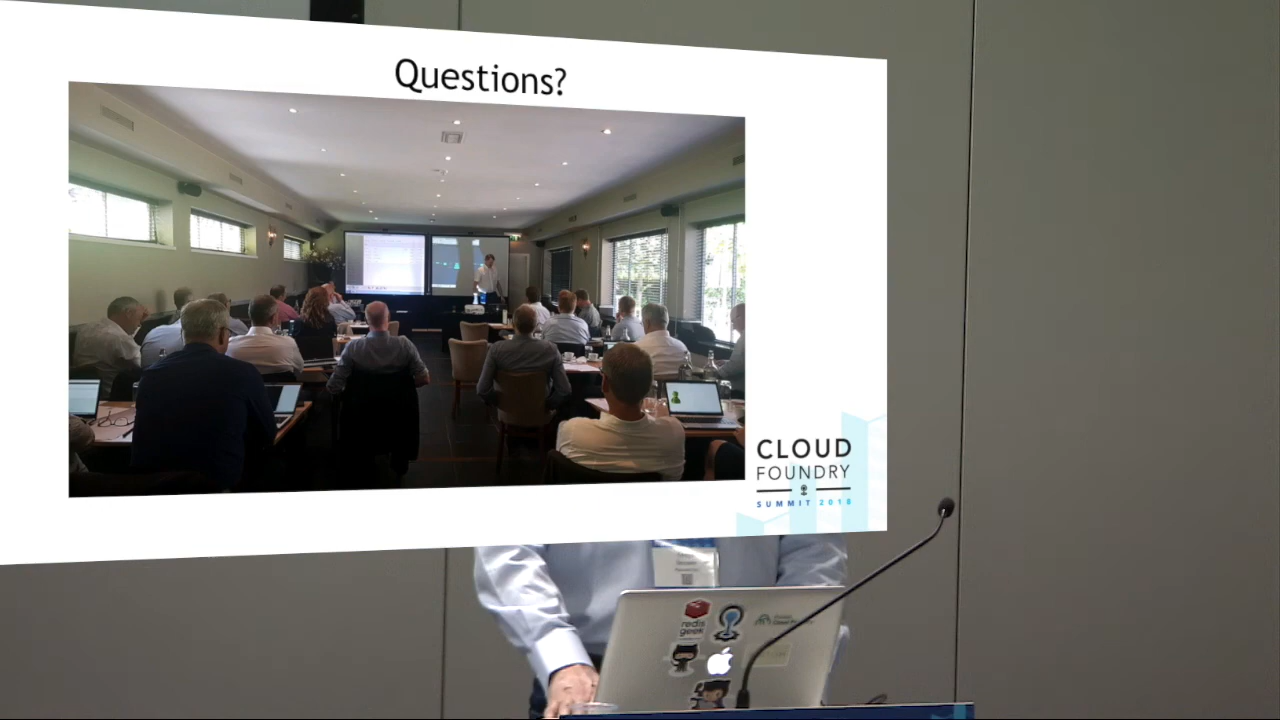 Questions?
CLOUD
FOUNDRY
SUMMIT 2018
redis
geek